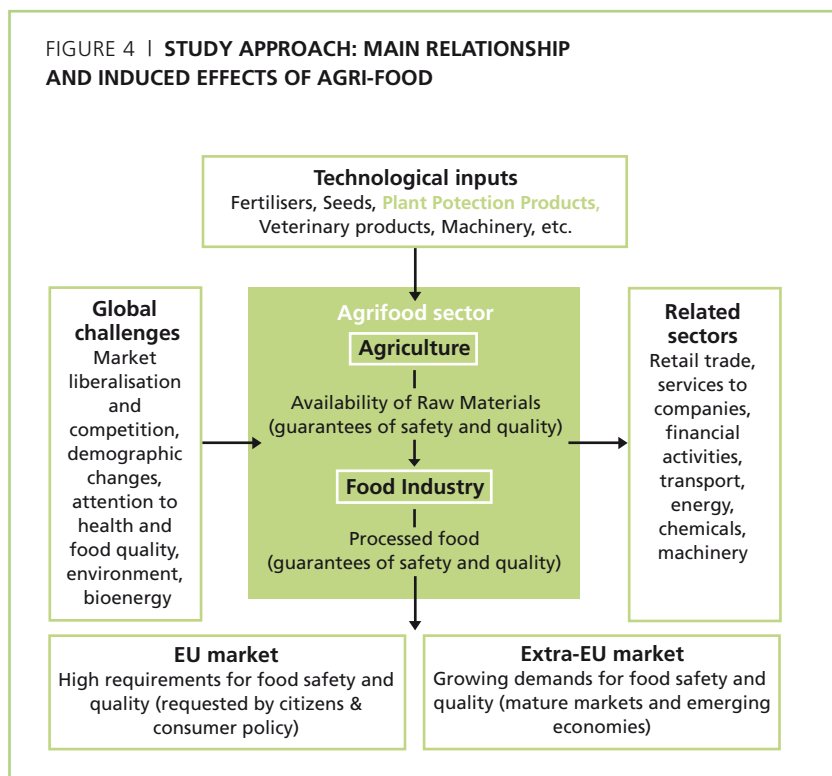 FIGURE 4 | STUDY APPROACH: MAIN RELATIONSHIP
AND INDUCED EFFECTS OF AGRI-FOOD
Technological inputs
Fertilisers, Seeds, Plant Potection Products,
Veterinary products, Machinery, etc.
Global
challenges
Market
liberalisation
and
competition,
demographic
changes,
attention to
health and
food quality,
environment,
bioenergy
Agrifood sector
Agriculture
Availability of Raw Materials
(guarantees of safety and quality)
Food Industry
Processed food
(guarantees of safety and quality)
Related
sectors
Retail trade,
services to
companies,
financial
activities,
transport,
energy,
chemicals,
machinery
EU market
High requirements for food safety and
quality (requested by citizens &
consumer policy)
Extra-EU market
Growing demands for food safety and
quality (mature markets and emerging
economies)